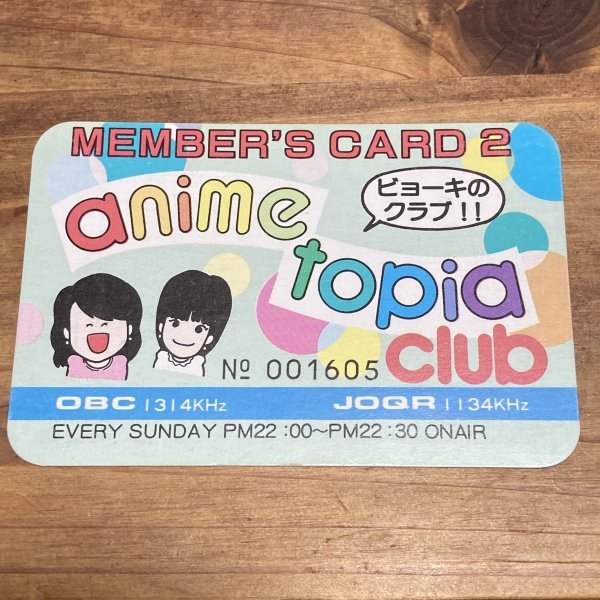 MEMBER'S CARD 2
anime
ビョーキの
クラブ!!
topia
club
№ 001605
OBC 1314KHz JOQR 1134KHz
EVERY SUNDAY PM22:00～PM22:30 ONAIR